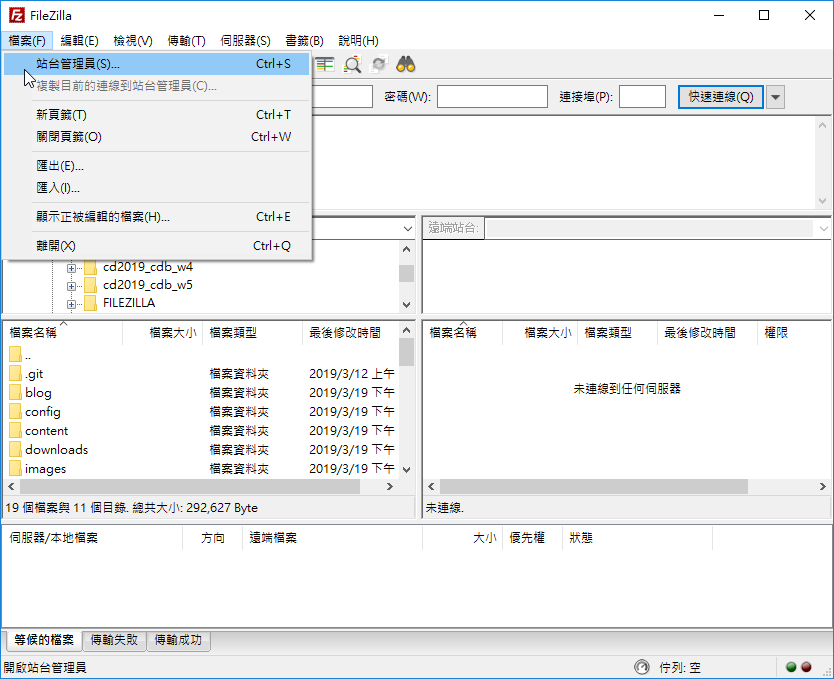 FileZilla
檔案(F) 編輯(E) 檢視(V) 傳輸(T) 伺服器(S) 書籤(B) 說明(H)
站台管理員(S)... Ctrl+S
複製目前的連線到站台管理員(C)...
密碼(W): 連接埠(P): 快速連線(Q)
新頁籤(T) Ctrl+T
關閉頁籤(O) Ctrl+W
匯出(E)...
匯入(I)...
顯示正被編輯的檔案(H)... Ctrl+E
離開(X) Ctrl+Q
遠端站台:
cd2019_cdb_w4
cd2019_cdb_w5
FILEZILLA
檔案名稱 檔案大小 檔案類型 最後修改時間
..
.git 檔案資料夾 2019/3/12 上午
blog 檔案資料夾 2019/3/19 下午
config 檔案資料夾 2019/3/19 下午
content 檔案資料夾 2019/3/19 下午
downloads 檔案資料夾 2019/3/19 下午
images 檔案資料夾 2019/3/19 下午
19 個檔案與 11 個目錄. 總共大小: 292,627 Byte
檔案名稱 檔案大小 檔案類型 最後修改時間 權限
未連線到任何伺服器
未連線.
伺服器/本地檔案 方向 遠端檔案 大小 優先權 狀態
等候的檔案 傳輸失敗 傳輸成功
開啟站台管理員 佇列: 空